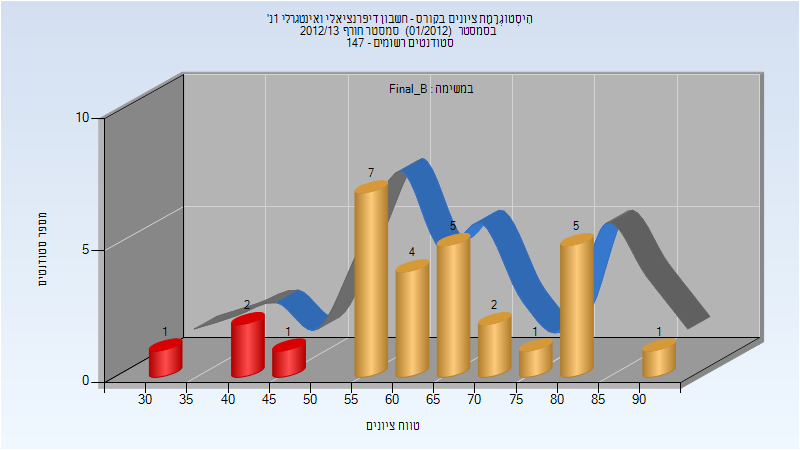 הִיסְטוֹגְרָמַת ציונים בקורס - חשבון דיפרנציאלי ואינטגרלי 1נ'
בסמסטר (01/2012) סמסטר חורף 2012/13
סטודנטים רשומים - 147
במשימה : Final_B
מספר סטודנטים
10
5
0
1
2
1
7
4
5
2
1
5
1
30 35 40 45 50 55 60 65 70 75 80 85 90
טווח ציונים